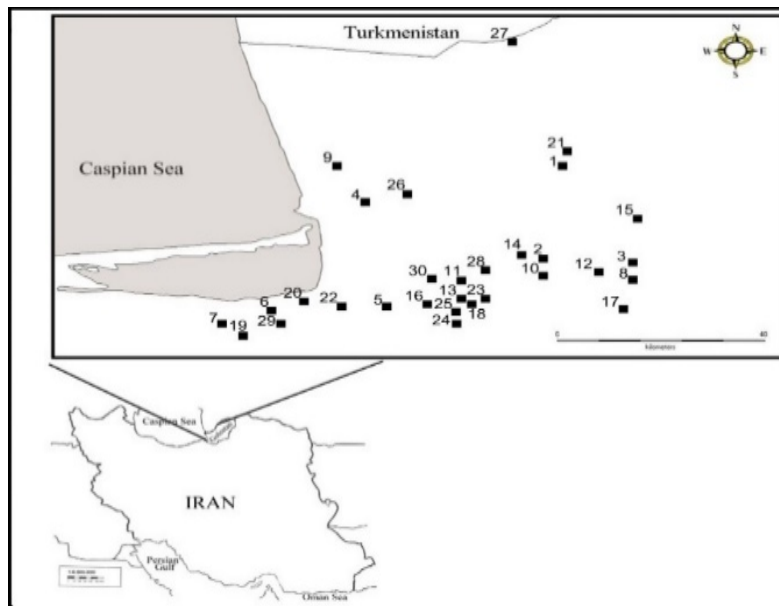 Turkmenistan
27
N
W E
S
21
9
1
Caspian Sea
26
4
15
14 2
28 3
30 11 10 12 8
20 13 23
6 22 5 16 17
25 18
7 29 24
19
0 40
kilometers
Caspian Sea
IRAN
Persian
Gulf
Oman Sea